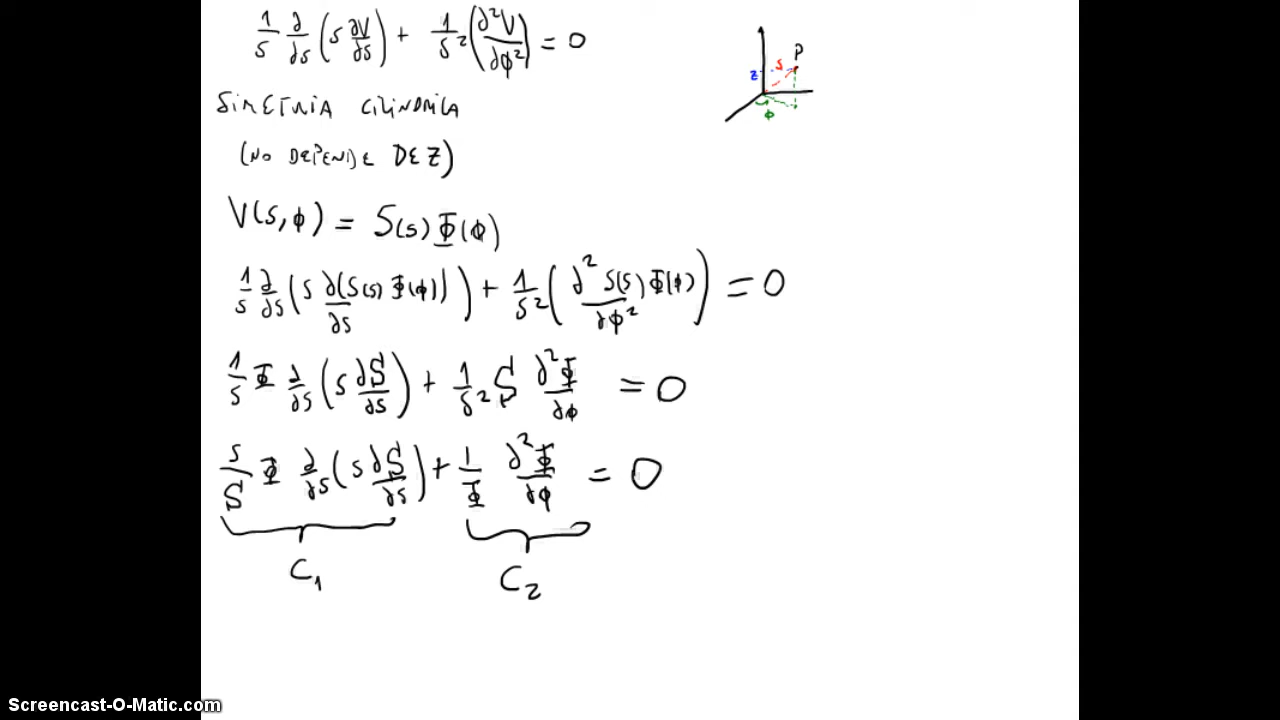 1/s ∂/∂s (s ∂V/∂s) + 1/s² (∂²V/∂φ²) = 0
P
s
z
φ
SIMETRIA CILINDRICA
(NO DEPENDE DE Z)
V(s,φ) = S(s) Φ(φ)
1/s ∂/∂s (s ∂(S(s) Φ(φ))/∂s) + 1/s² (∂² S(s) Φ(φ)/∂φ²) = 0
1/s Φ ∂/∂s (s ∂S/∂s) + 1/s² S ∂²Φ/∂φ = 0
s/S Φ ∂/∂s (s ∂S/∂s) + 1/Φ ∂²Φ/∂φ = 0
C₁ C₂
Screencast-O-Matic.com